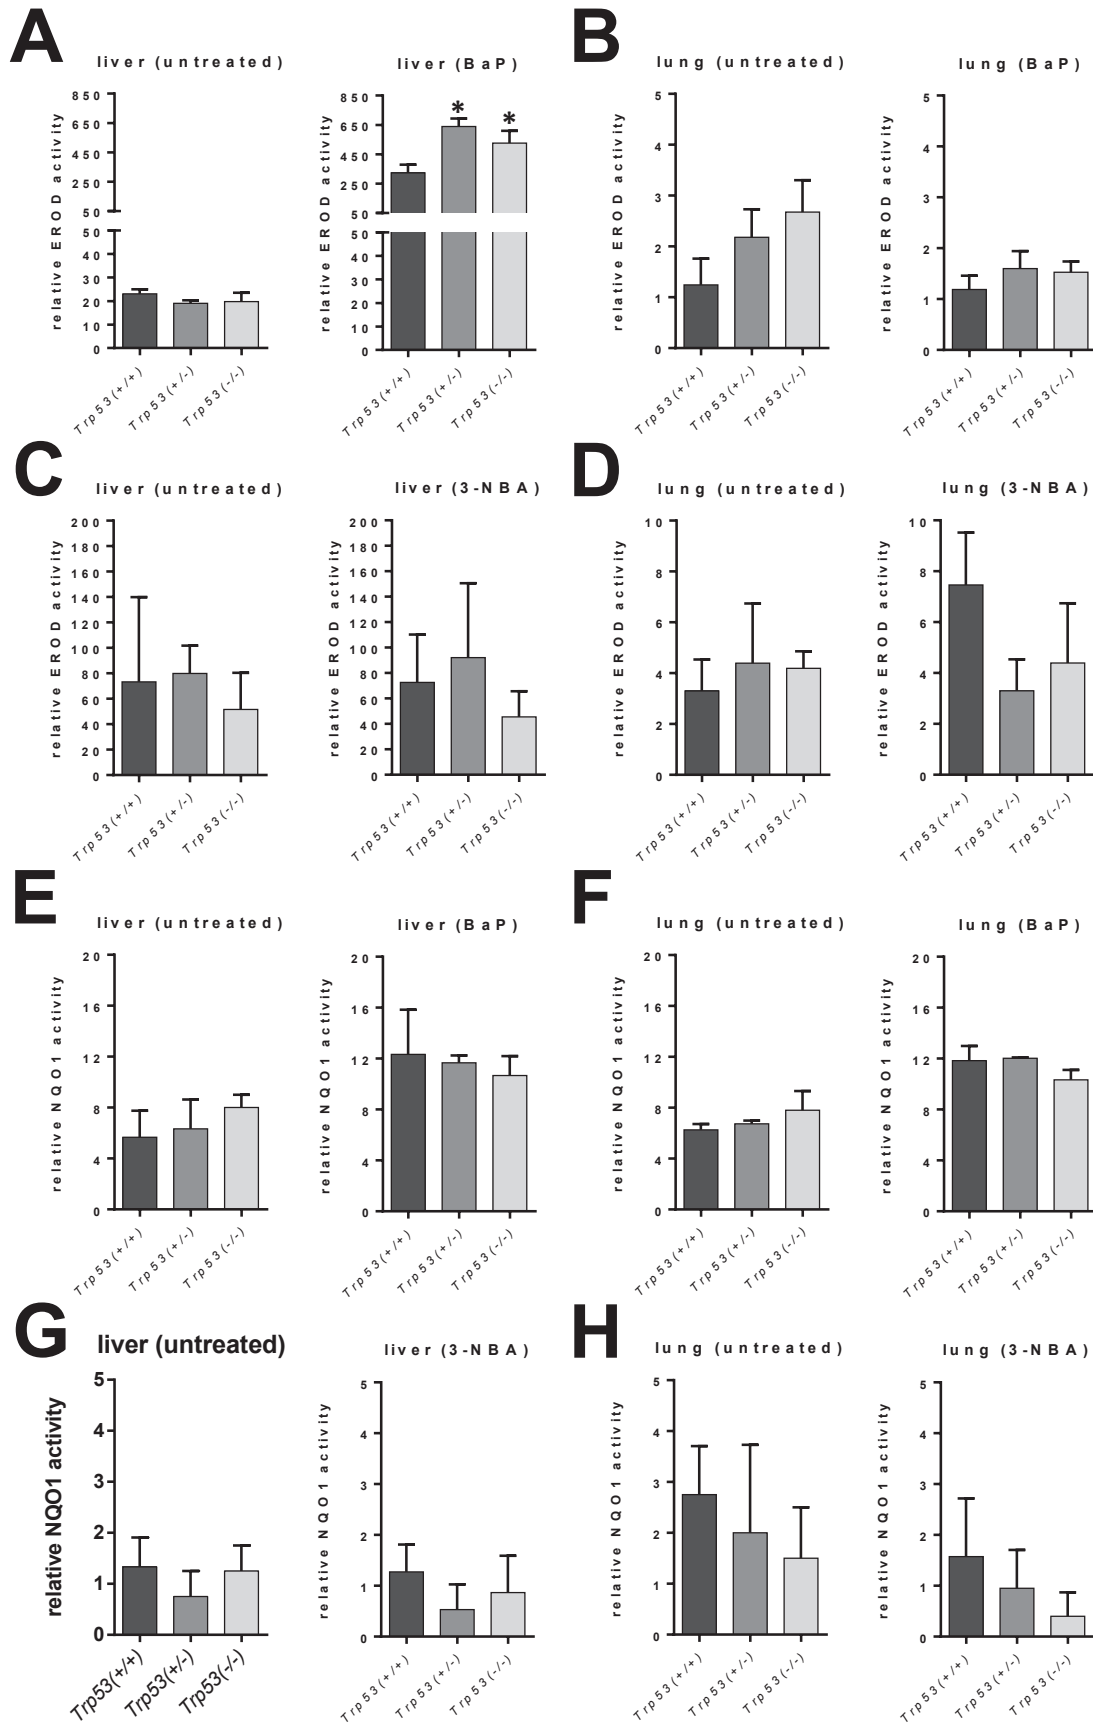 A
liver (untreated)
relative EROD activity
850
650
450
250
50
50
40
30
20
10
0
Trp53(+/+)
Trp53(+/-)
Trp53(-/-)
liver (BaP)
relative EROD activity
850
650
450
250
50
50
40
30
20
10
0
*
*
Trp53(+/+)
Trp53(+/-)
Trp53(-/-)
B
lung (untreated)
relative EROD activity
5
4
3
2
1
0
Trp53(+/+)
Trp53(+/-)
Trp53(-/-)
lung (BaP)
relative EROD activity
5
4
3
2
1
0
Trp53(+/+)
Trp53(+/-)
Trp53(-/-)
C
liver (untreated)
relative EROD activity
200
180
160
140
120
100
80
60
40
20
0
Trp53(+/+)
Trp53(+/-)
Trp53(-/-)
liver (3-NBA)
relative EROD activity
200
180
160
140
120
100
80
60
40
20
0
Trp53(+/+)
Trp53(+/-)
Trp53(-/-)
D
lung (untreated)
relative EROD activity
10
8
6
4
2
0
Trp53(+/+)
Trp53(+/-)
Trp53(-/-)
lung (3-NBA)
relative EROD activity
10
8
6
4
2
0
Trp53(+/+)
Trp53(+/-)
Trp53(-/-)
E
liver (untreated)
relative NQO1 activity
20
16
12
8
4
0
Trp53(+/+)
Trp53(+/-)
Trp53(-/-)
liver (BaP)
relative NQO1 activity
20
16
12
8
4
0
Trp53(+/+)
Trp53(+/-)
Trp53(-/-)
F
lung (untreated)
relative NQO1 activity
20
16
12
8
4
0
Trp53(+/+)
Trp53(+/-)
Trp53(-/-)
lung (BaP)
relative NQO1 activity
20
16
12
8
4
0
Trp53(+/+)
Trp53(+/-)
Trp53(-/-)
G
liver (untreated)
relative NQO1 activity
5
4
3
2
1
0
Trp53(+/+)
Trp53(+/-)
Trp53(-/-)
liver (3-NBA)
relative NQO1 activity
5
4
3
2
1
0
Trp53(+/+)
Trp53(+/-)
Trp53(-/-)
H
lung (untreated)
relative NQO1 activity
5
4
3
2
1
0
Trp53(+/+)
Trp53(+/-)
Trp53(-/-)
lung (3-NBA)
relative NQO1 activity
5
4
3
2
1
0
Trp53(+/+)
Trp53(+/-)
Trp53(-/-)